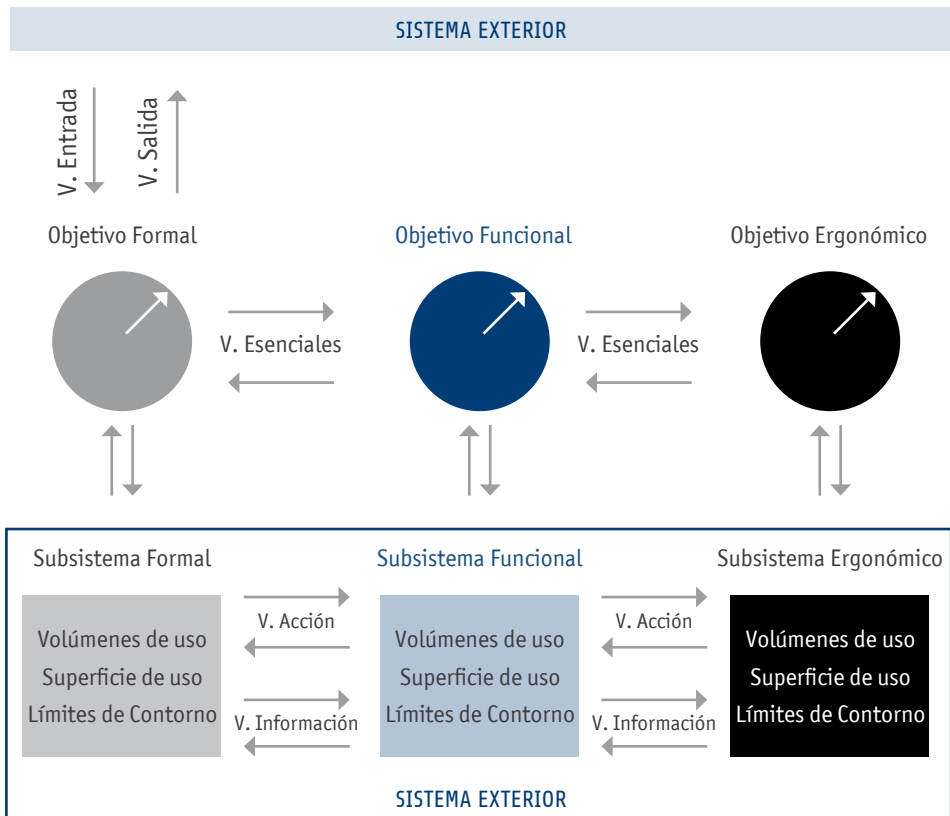 SISTEMA EXTERIOR
V. Entrada
V. Salida
Objetivo Formal
Objetivo Funcional
Objetivo Ergonómico
V. Esenciales
V. Esenciales
Subsistema Formal
Subsistema Funcional
Subsistema Ergonómico
Volúmenes de uso
Superficie de uso
Límites de Contorno
V. Acción
V. Información
Volúmenes de uso
Superficie de uso
Límites de Contorno
V. Acción
V. Información
Volúmenes de uso
Superficie de uso
Límites de Contorno
SISTEMA EXTERIOR